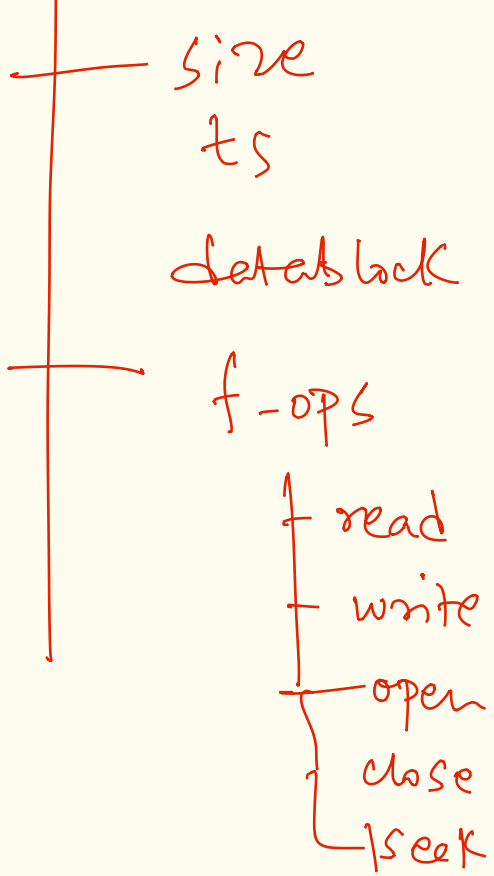 size
ts
datablock
f-ops
read
write
open
close
lseek